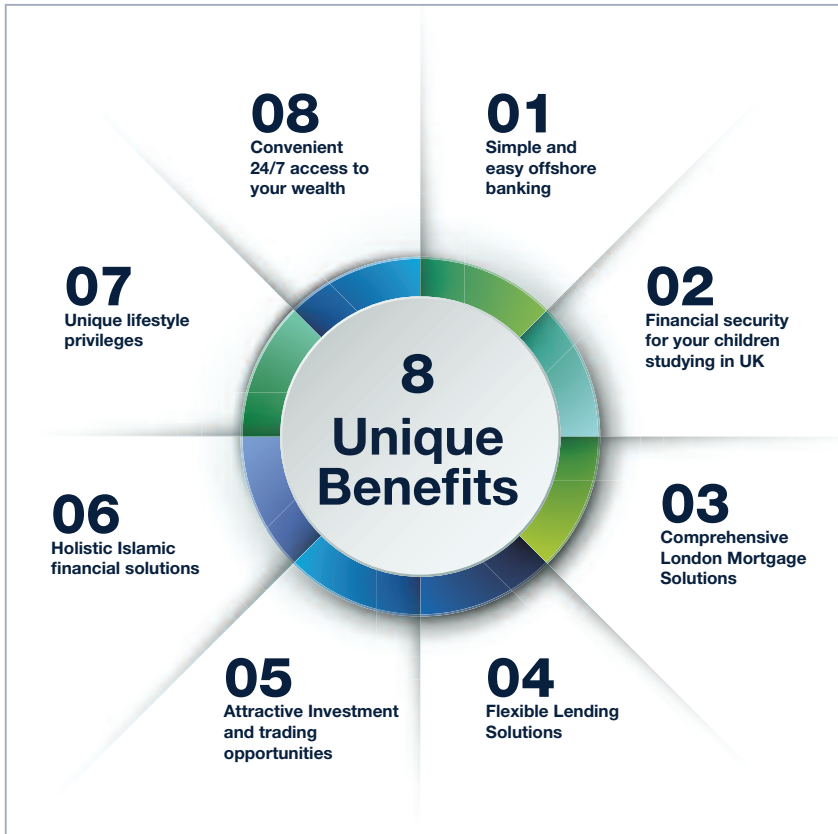 8
Unique
Benefits
01
Simple and
easy offshore
banking
02
Financial security
for your children
studying in UK
03
Comprehensive
London Mortgage
Solutions
04
Flexible Lending
Solutions
05
Attractive Investment
and trading
opportunities
06
Holistic Islamic
financial solutions
07
Unique lifestyle
privileges
08
Convenient
24/7 access to
your wealth